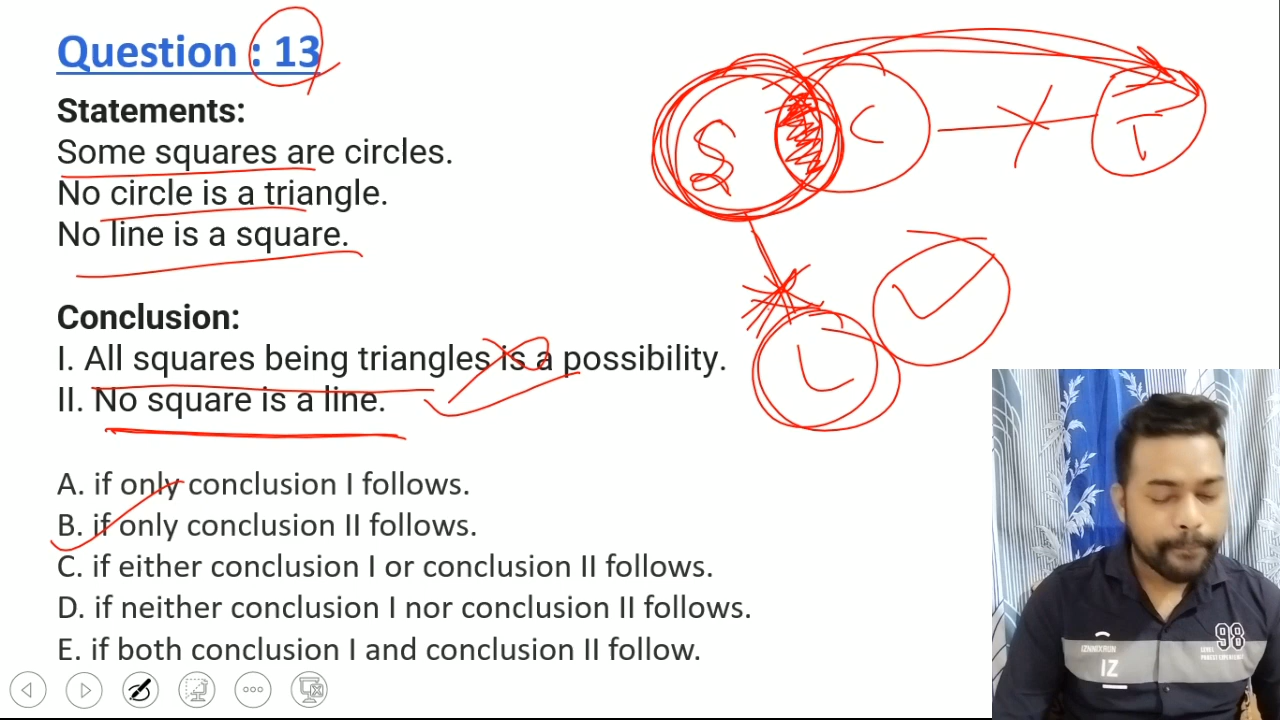 Question : 13
Statements:
Some squares are circles.
No circle is a triangle.
No line is a square.
Conclusion:
I. All squares being triangles is a possibility.
II. No square is a line.
A. if only conclusion I follows.
B. if only conclusion II follows.
C. if either conclusion I or conclusion II follows.
D. if neither conclusion I nor conclusion II follows.
E. if both conclusion I and conclusion II follow.
S
C
T
L
98
IZ